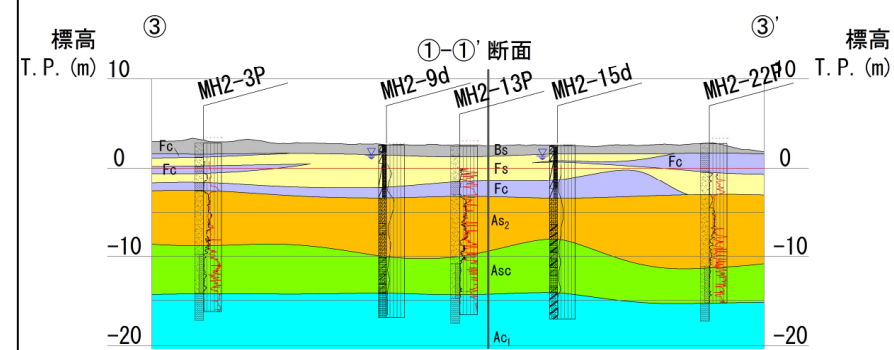 ③ ③'
標高 ①-①'断面 標高
T.P.(m) 10 10 T.P.(m)
MH2-3P MH2-9d MH2-13P MH2-15d MH2-22P
Fc Bs
0 Fs Fc 0
Fc
Fc
As2
-10 -10
Asc
-20 Ac1 -20